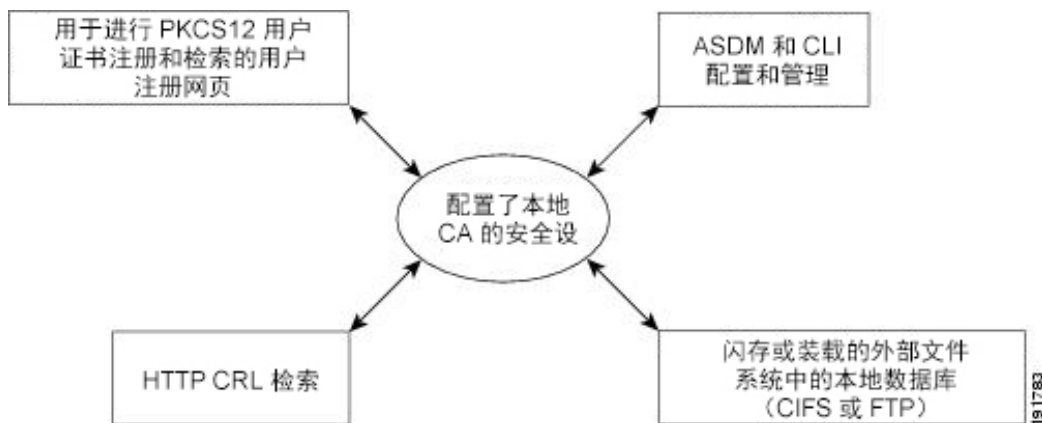 用于进行 PKCS12 用户
证书注册和检索的用户
注册网页
ASDM 和 CLI
配置和管理
配置了本地
CA 的安全设
HTTP CRL 检索
闪存或装载的外部文件
系统中的本地数据库
（CIFS 或 FTP）
191783